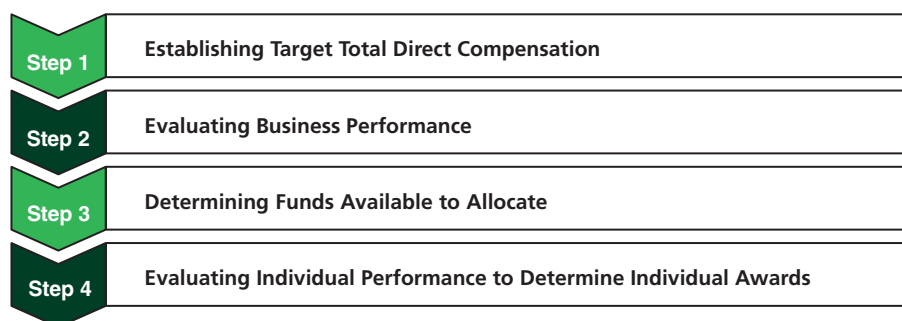 Step 1
Establishing Target Total Direct Compensation
Step 2
Evaluating Business Performance
Step 3
Determining Funds Available to Allocate
Step 4
Evaluating Individual Performance to Determine Individual Awards